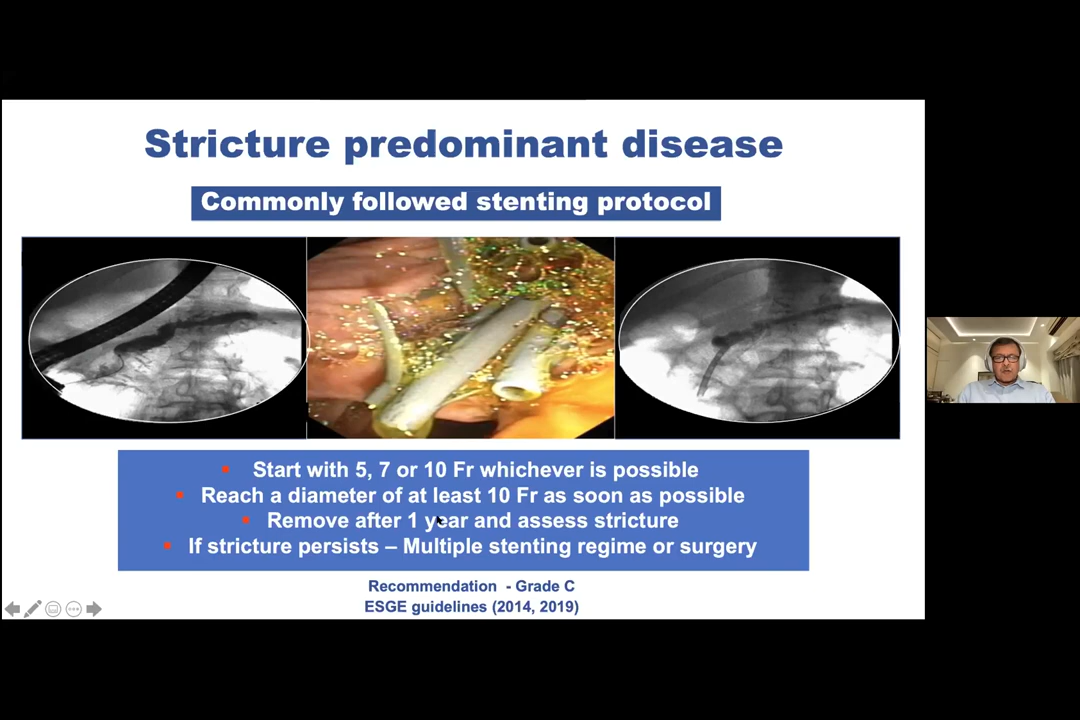 Stricture predominant disease
Commonly followed stenting protocol
▪ Start with 5, 7 or 10 Fr whichever is possible
▪ Reach a diameter of at least 10 Fr as soon as possible
▪ Remove after 1 year and assess stricture
▪ If stricture persists – Multiple stenting regime or surgery
Recommendation - Grade C
ESGE guidelines (2014, 2019)